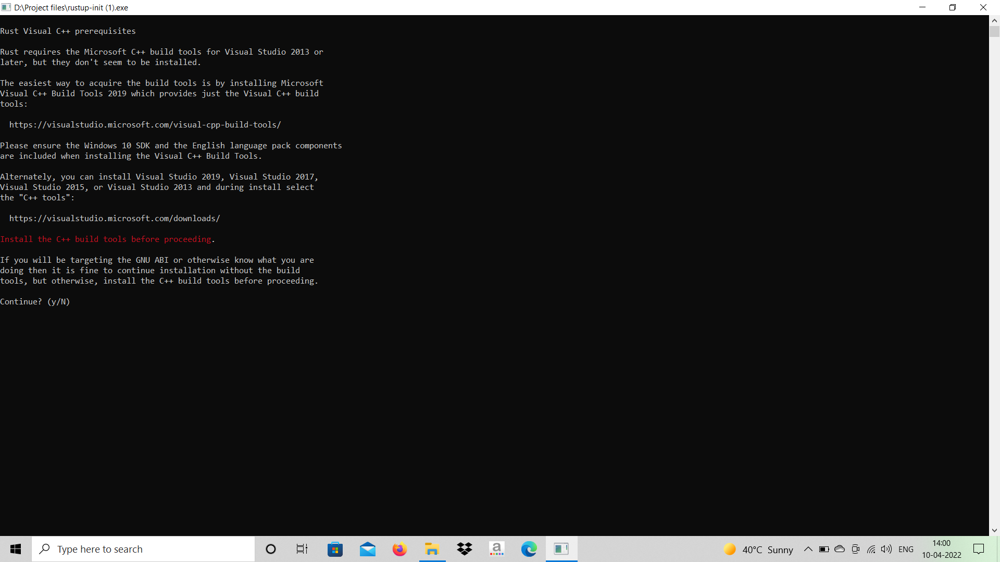 D:\Project files\rustup-init (1).exe
Rust Visual C++ prerequisites
Rust requires the Microsoft C++ build tools for Visual Studio 2013 or
later, but they don't seem to be installed.
The easiest way to acquire the build tools is by installing Microsoft
Visual C++ Build Tools 2019 which provides just the Visual C++ build
tools:
https://visualstudio.microsoft.com/visual-cpp-build-tools/
Please ensure the Windows 10 SDK and the English language pack components
are included when installing the Visual C++ Build Tools.
Alternately, you can install Visual Studio 2019, Visual Studio 2017,
Visual Studio 2015, or Visual Studio 2013 and during install select
the "C++ tools":
https://visualstudio.microsoft.com/downloads/
Install the C++ build tools before proceeding.
If you will be targeting the GNU ABI or otherwise know what you are
doing then it is fine to continue installation without the build
tools, but otherwise, install the C++ build tools before proceeding.
Continue? (y/N)
Type here to search
a
40°C Sunny
ENG
14:00
10-04-2022